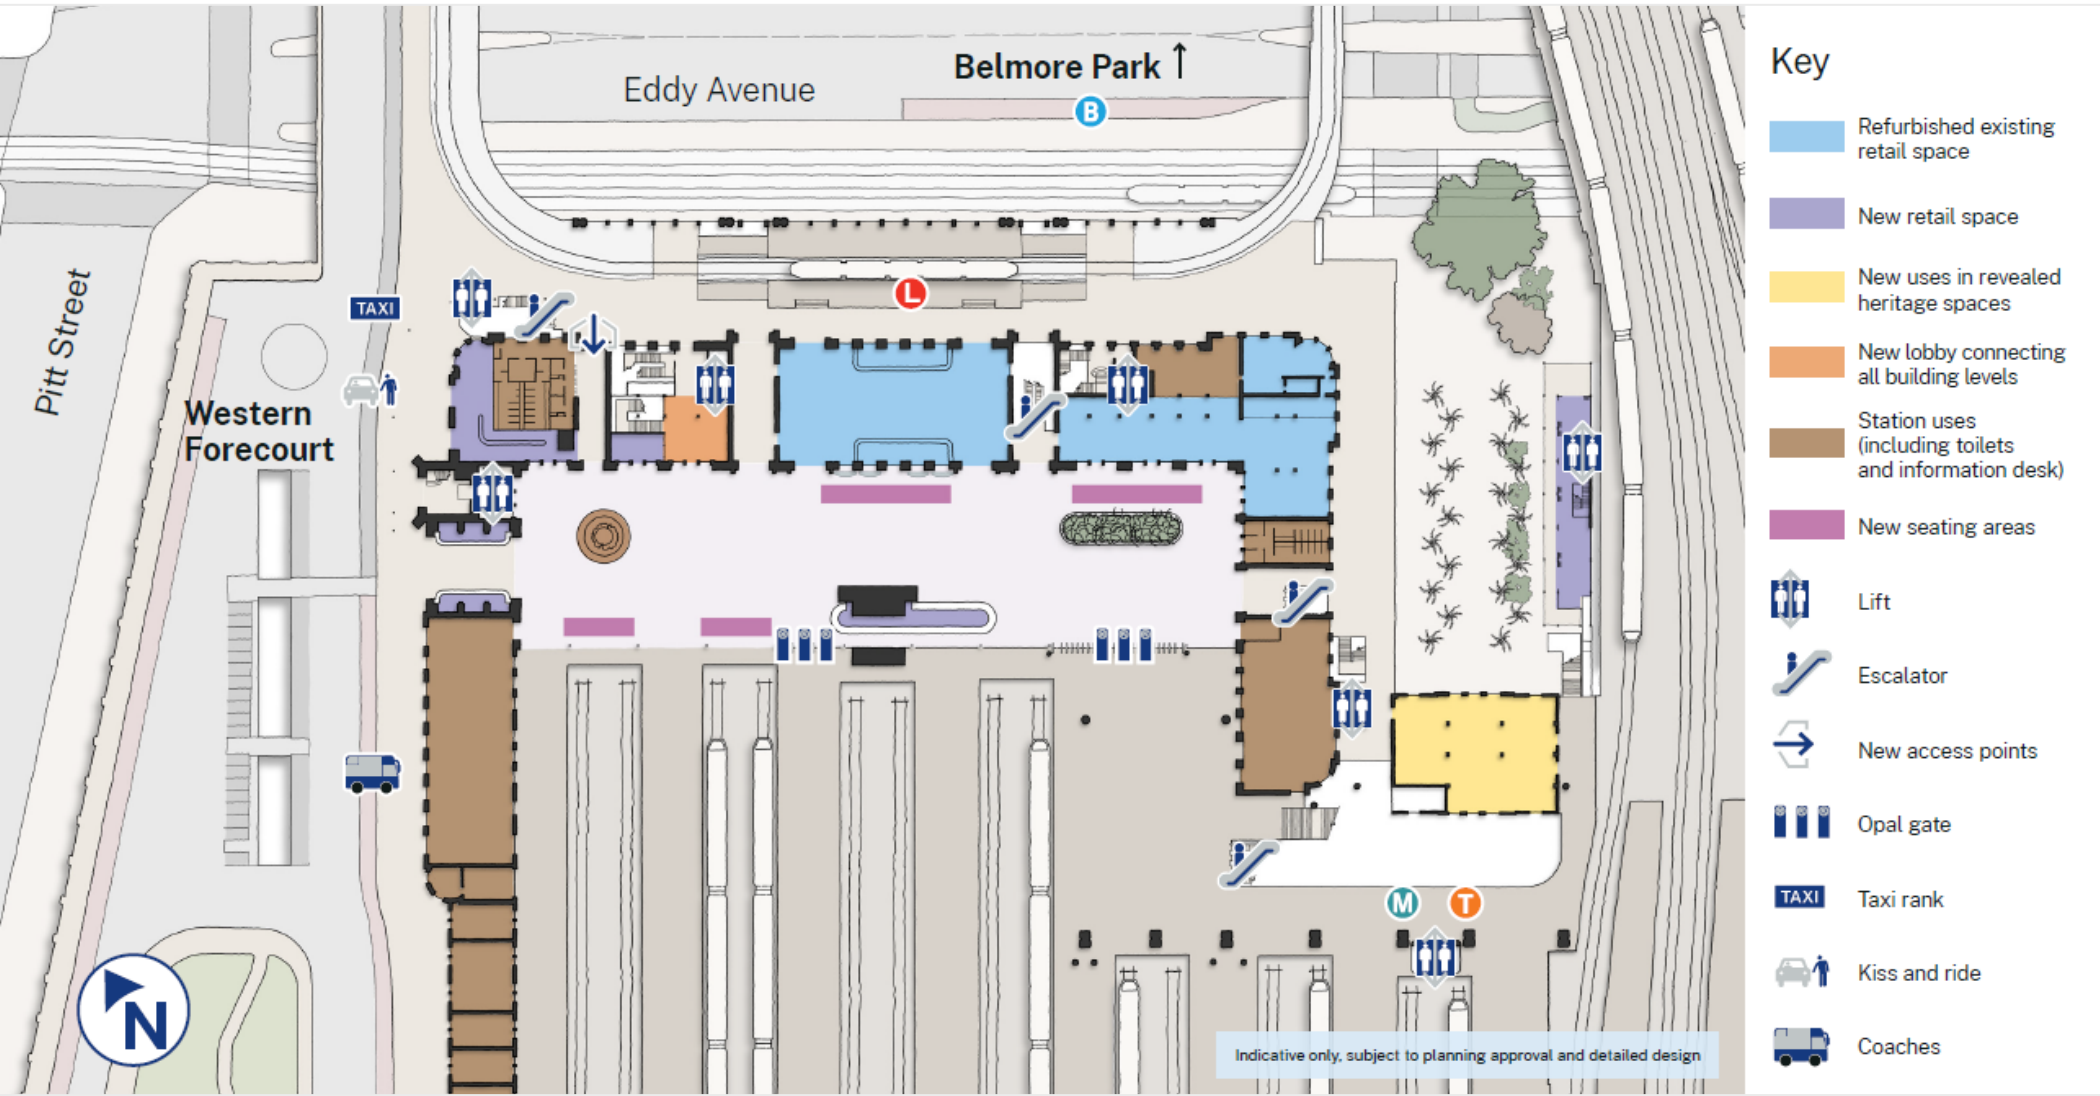 Belmore Park ↑
Eddy Avenue
B
L
TAXI
Pitt Street
Western
Forecourt
M
T
N
Indicative only, subject to planning approval and detailed design
Key
Refurbished existing
retail space
New retail space
New uses in revealed
heritage spaces
New lobby connecting
all building levels
Station uses
(including toilets
and information desk)
New seating areas
Lift
Escalator
New access points
Opal gate
TAXI
Taxi rank
Kiss and ride
Coaches